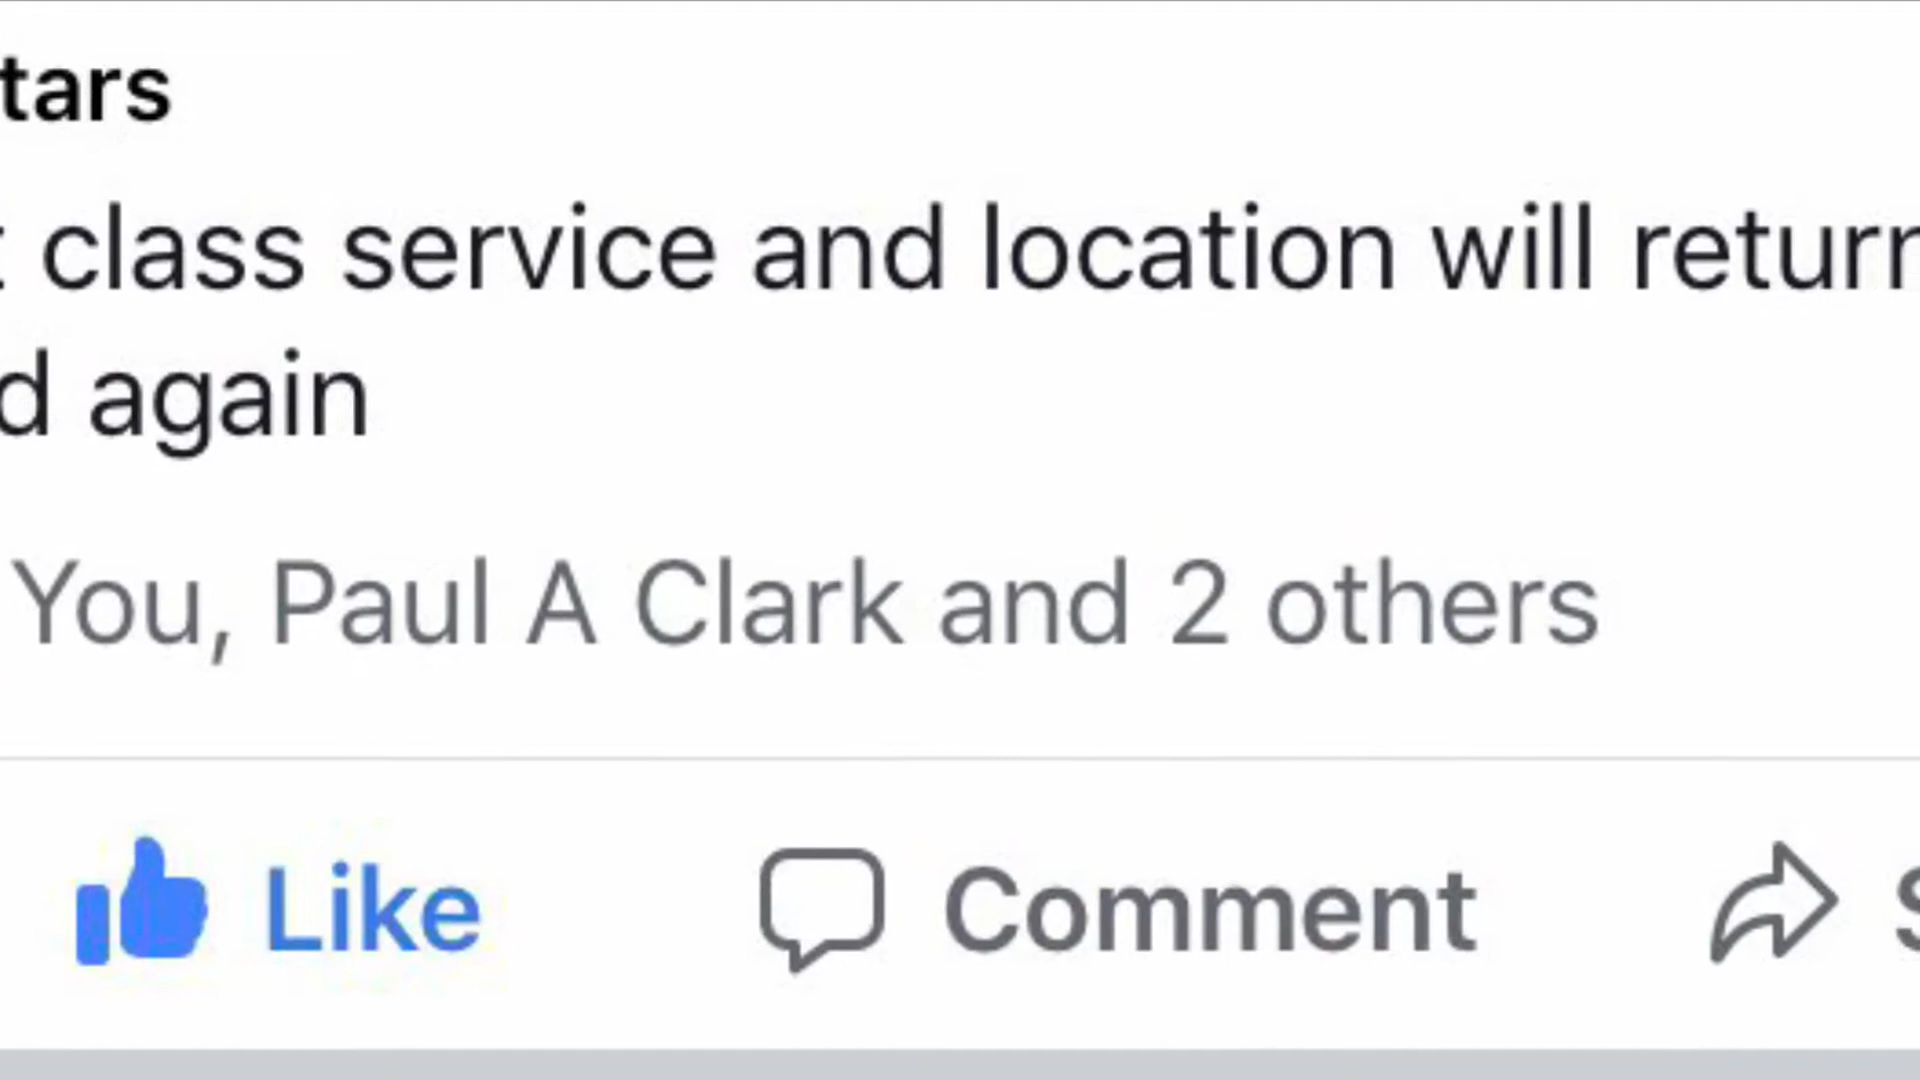 tars
class service and location will return
d again
You, Paul A Clark and 2 others
Like Comment S